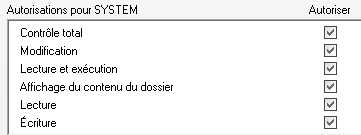 Autorisations pour SYSTEM Autoriser
Contrôle total
Modification
Lecture et exécution
Affichage du contenu du dossier
Lecture
Écriture